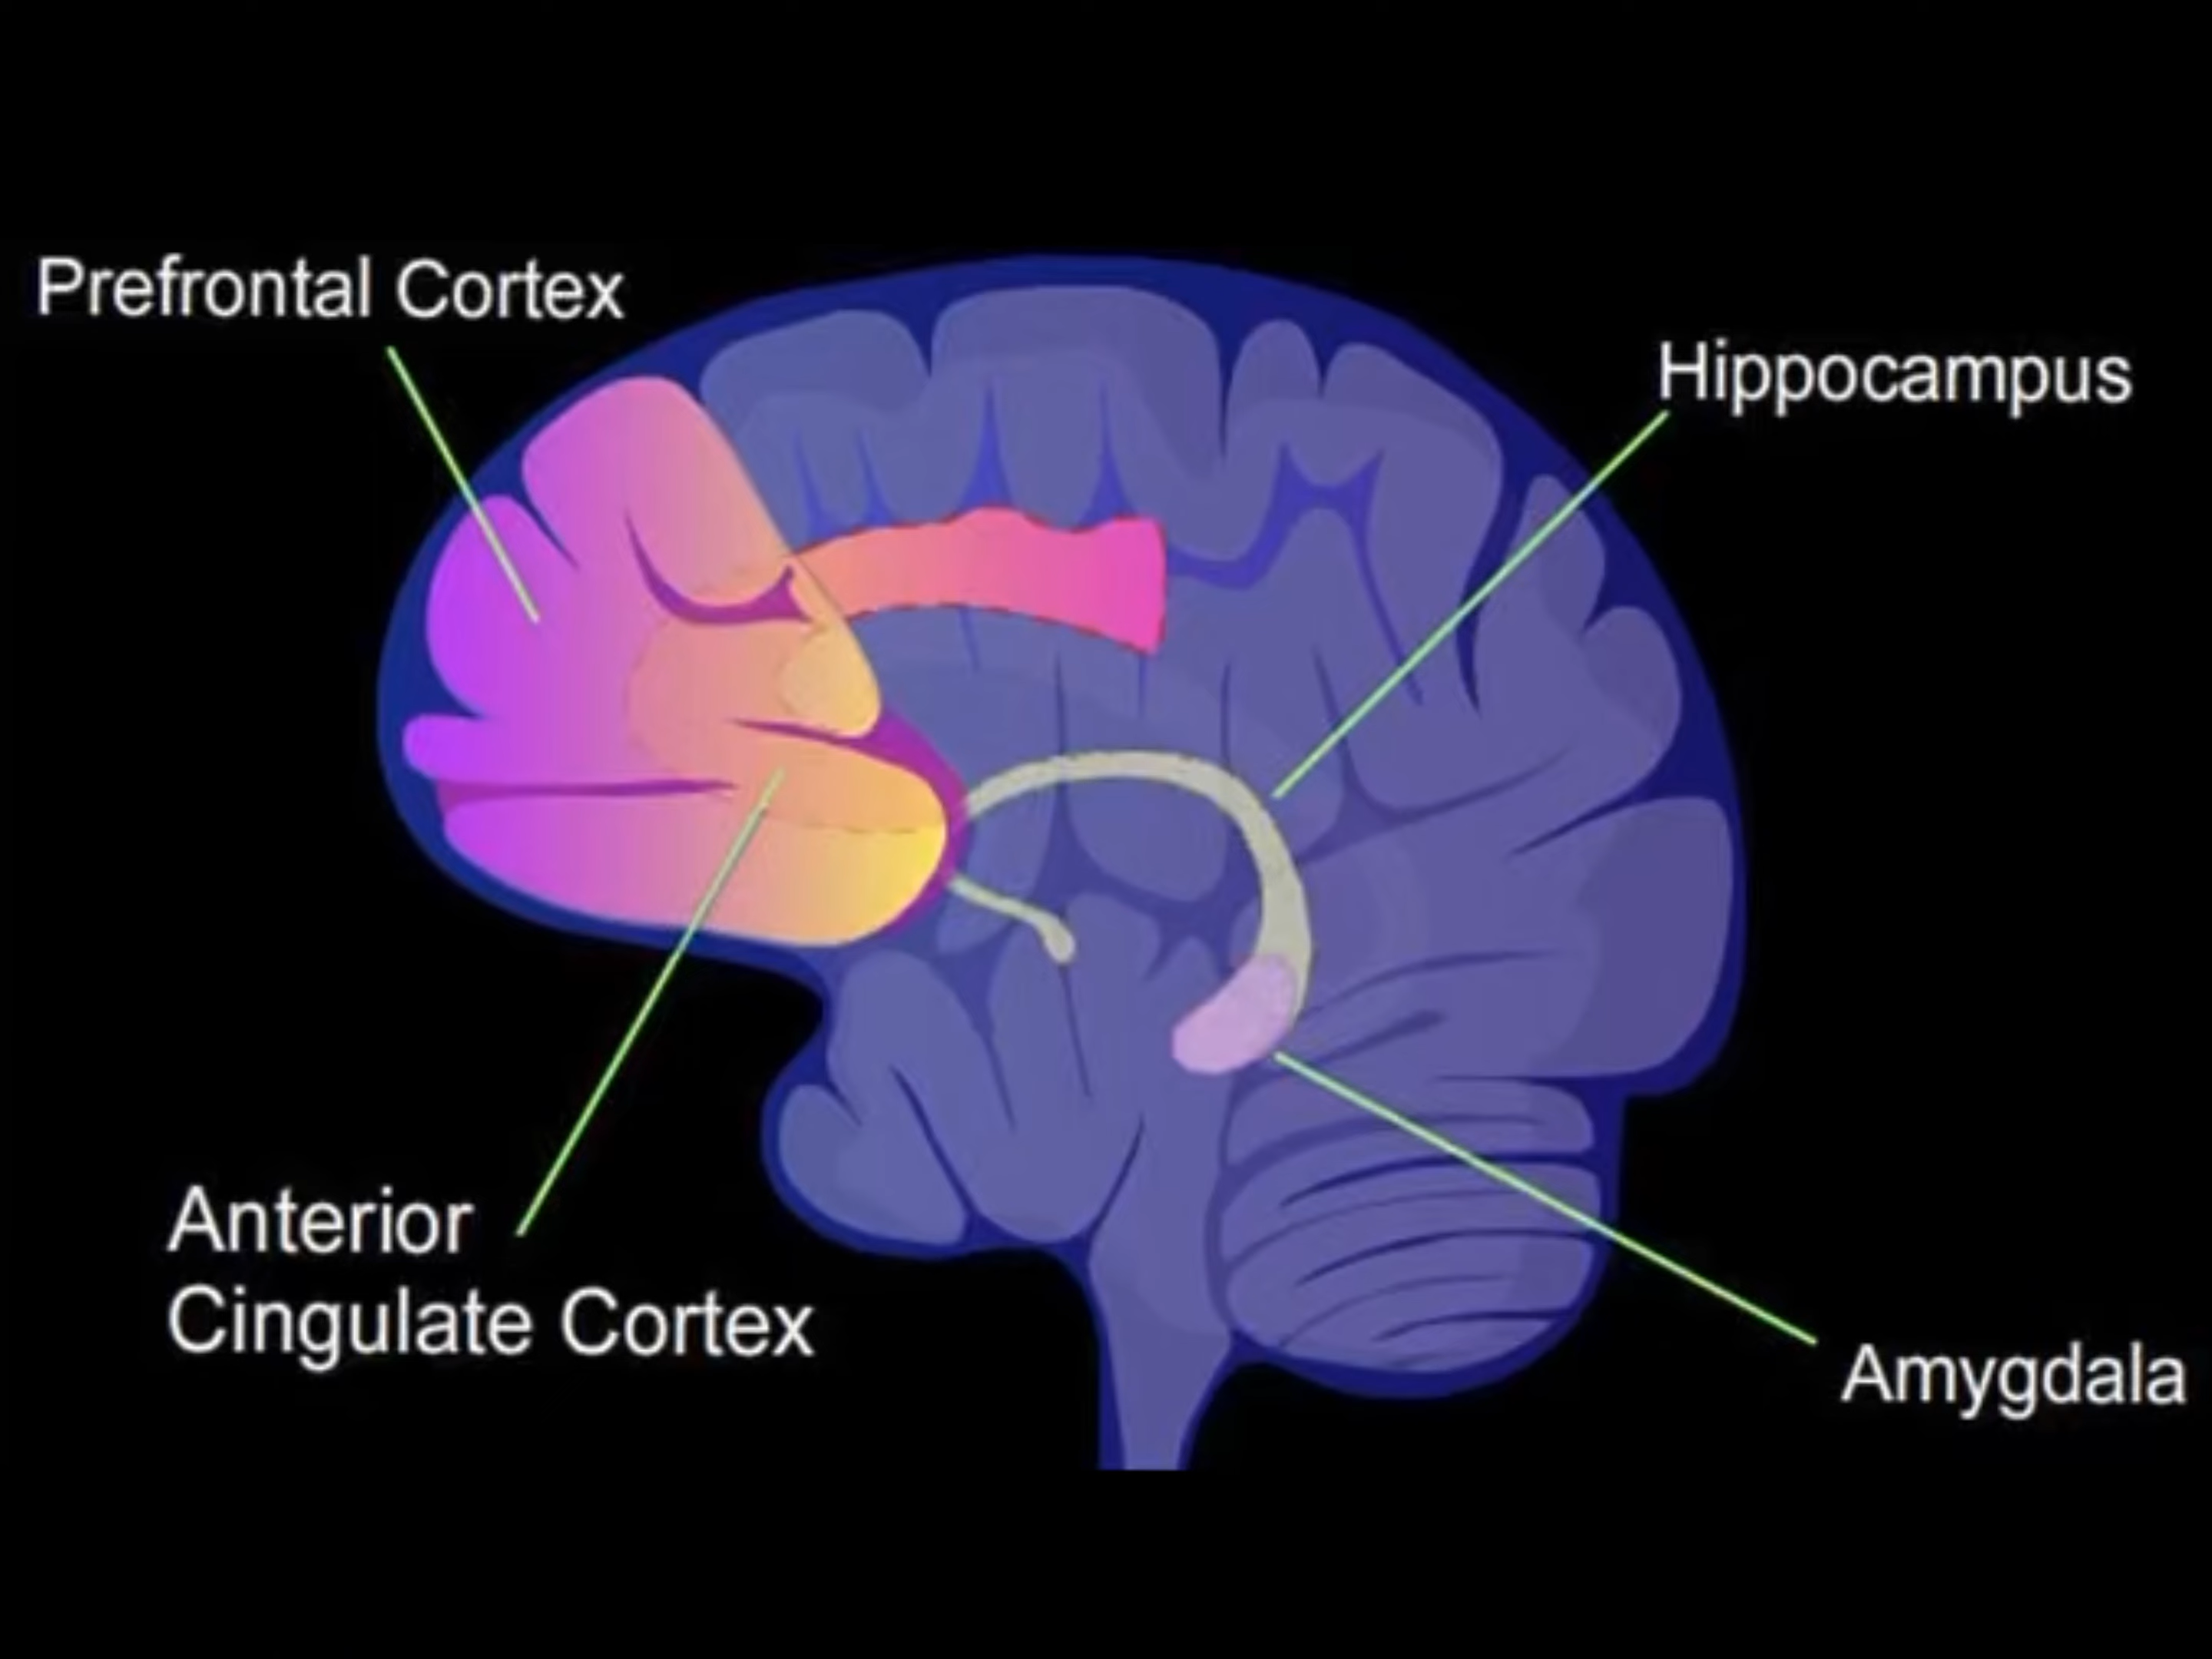 Prefrontal Cortex
Hippocampus
Anterior
Cingulate Cortex
Amygdala